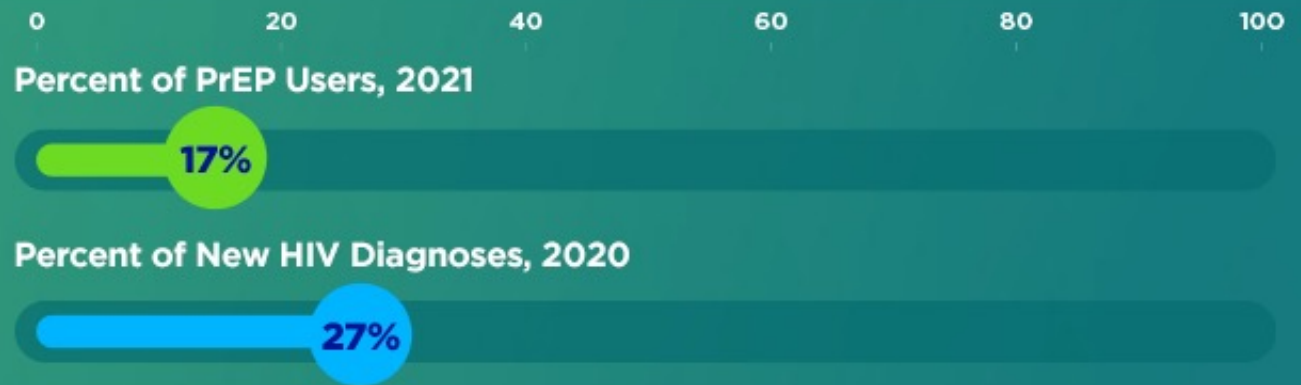 0 20 40 60 80 100
Percent of PrEP Users, 2021
17%
Percent of New HIV Diagnoses, 2020
27%